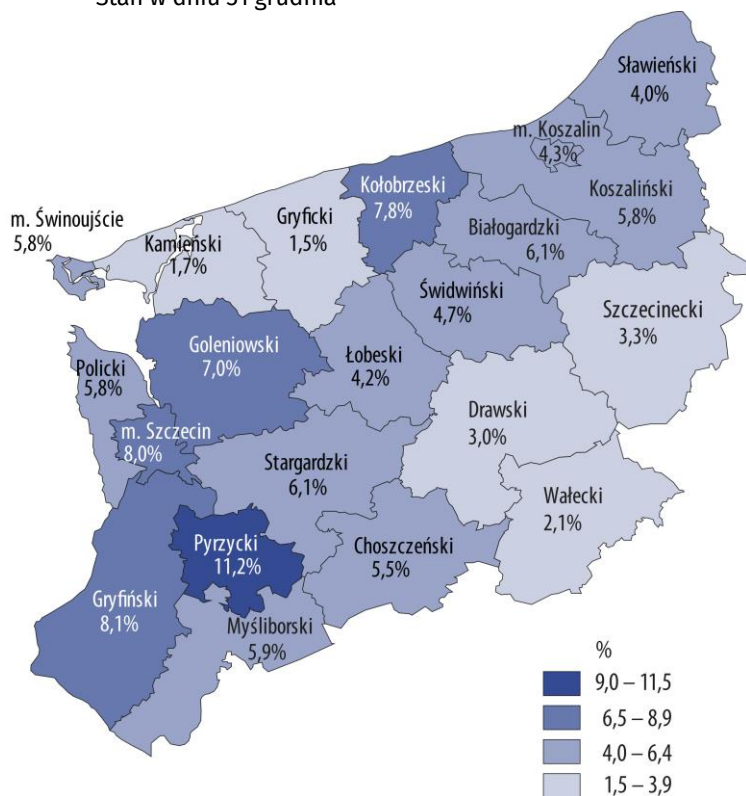 Stan w dniu 31 grudnia
Sławieński
4,0%
m. Koszalin
4,3%
Kołobrzeski
7,8%
Koszaliński
5,8%
m. Świnoujście
5,8%
Gryficki
1,5%
Białogardzki
6,1%
Kamieński
1,7%
Świdwiński
4,7%
Szczecinecki
3,3%
Goleniowski
7,0%
Łobeski
4,2%
Policki
5,8%
Drawski
3,0%
m. Szczecin
8,0%
Stargardzki
6,1%
Wałecki
2,1%
Pyrzycki
11,2%
Choszczeński
5,5%
Gryfiński
8,1%
Myśliborski
5,9%
%
9,0 – 11,5
6,5 – 8,9
4,0 – 6,4
1,5 – 3,9